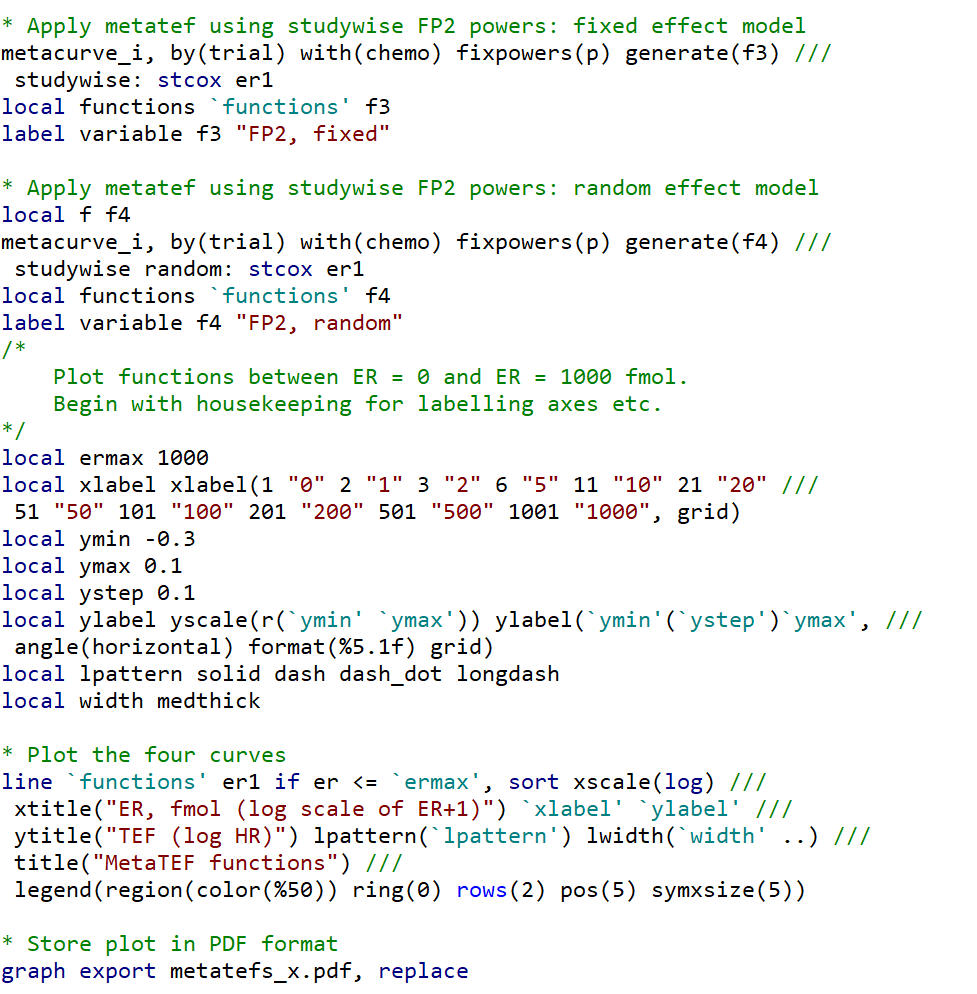 * Apply metatef using studywise FP2 powers: fixed effect model
metacurve_i, by(trial) with(chemo) fixpowers(p) generate(f3) ///
 studywise: stcox er1
local functions `functions' f3
label variable f3 "FP2, fixed"

* Apply metatef using studywise FP2 powers: random effect model
local f f4
metacurve_i, by(trial) with(chemo) fixpowers(p) generate(f4) ///
 studywise random: stcox er1
local functions `functions' f4
label variable f4 "FP2, random"
/*
    Plot functions between ER = 0 and ER = 1000 fmol.
    Begin with housekeeping for labelling axes etc.
*/
local ermax 1000
local xlabel xlabel(1 "0" 2 "1" 3 "2" 6 "5" 11 "10" 21 "20" ///
 51 "50" 101 "100" 201 "200" 501 "500" 1001 "1000", grid)
local ymin -0.3
local ymax 0.1
local ystep 0.1
local ylabel yscale(r(`ymin' `ymax')) ylabel(`ymin'(`ystep')`ymax', ///
 angle(horizontal) format(%5.1f) grid)
local lpattern solid dash dash_dot longdash
local width medthick

* Plot the four curves
line `functions' er1 if er <= `ermax', sort xscale(log) ///
 xtitle("ER, fmol (log scale of ER+1)") `xlabel' `ylabel' ///
 ytitle("TEF (log HR)") lpattern(`lpattern') lwidth(`width' ..) ///
 title("MetaTEF functions") ///
 legend(region(color(%50)) ring(0) rows(2) pos(5) symxsize(5))

* Store plot in PDF format
graph export metatefs_x.pdf, replace